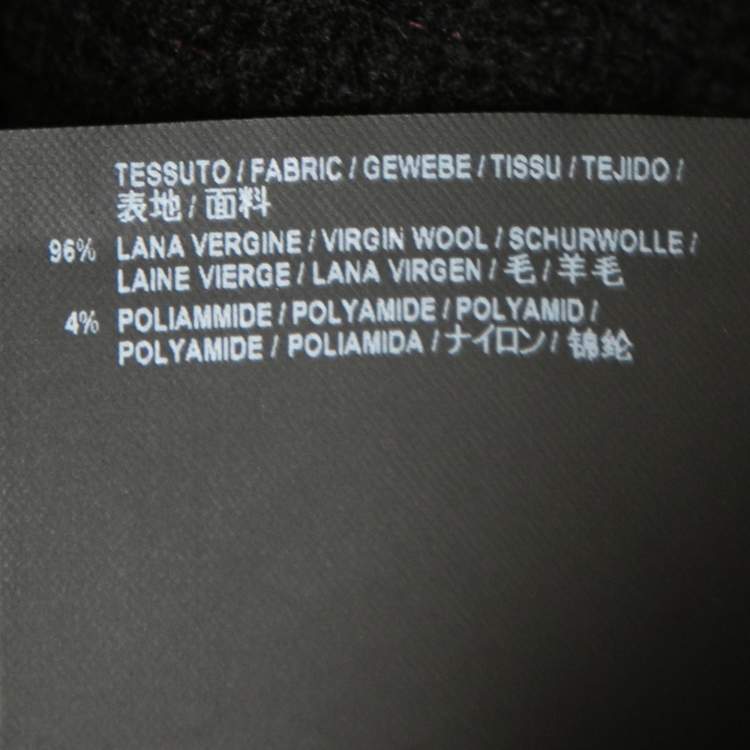 TESSUTO / FABRIC / GEWEBE / TISSU / TEJIDO /
表地 / 面料
96% LANA VERGINE / VIRGIN WOOL / SCHURWOLLE /
LAINE VIERGE / LANA VIRGEN / 毛 / 羊毛
4% POLIAMMIDE / POLYAMIDE / POLYAMID /
POLYAMIDE / POLIAMIDA / ナイロン / 锦纶